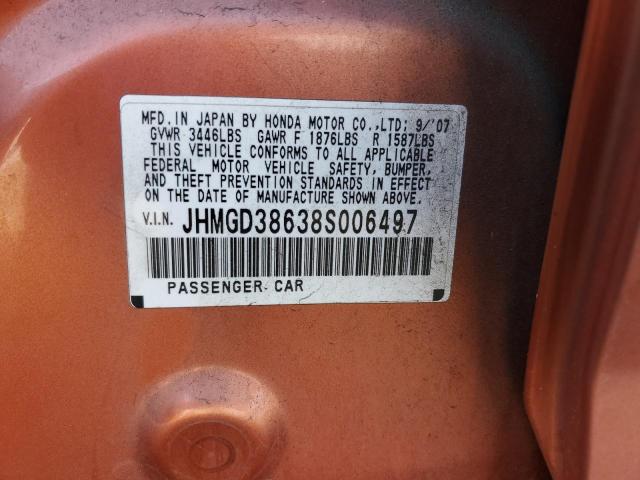 MFD.IN JAPAN BY HONDA MOTOR CO.,LTD; 9/'07
GVWR 3446LBS GAWR F 1876LBS R 1587LBS
THIS VEHICLE CONFORMS TO ALL APPLICABLE
FEDERAL MOTOR VEHICLE SAFETY, BUMPER,
AND THEFT PREVENTION STANDARDS IN EFFECT
ON THE DATE OF MANUFACTURE SHOWN ABOVE.
V.I.N. JHMGD38638S006497
PASSENGER CAR